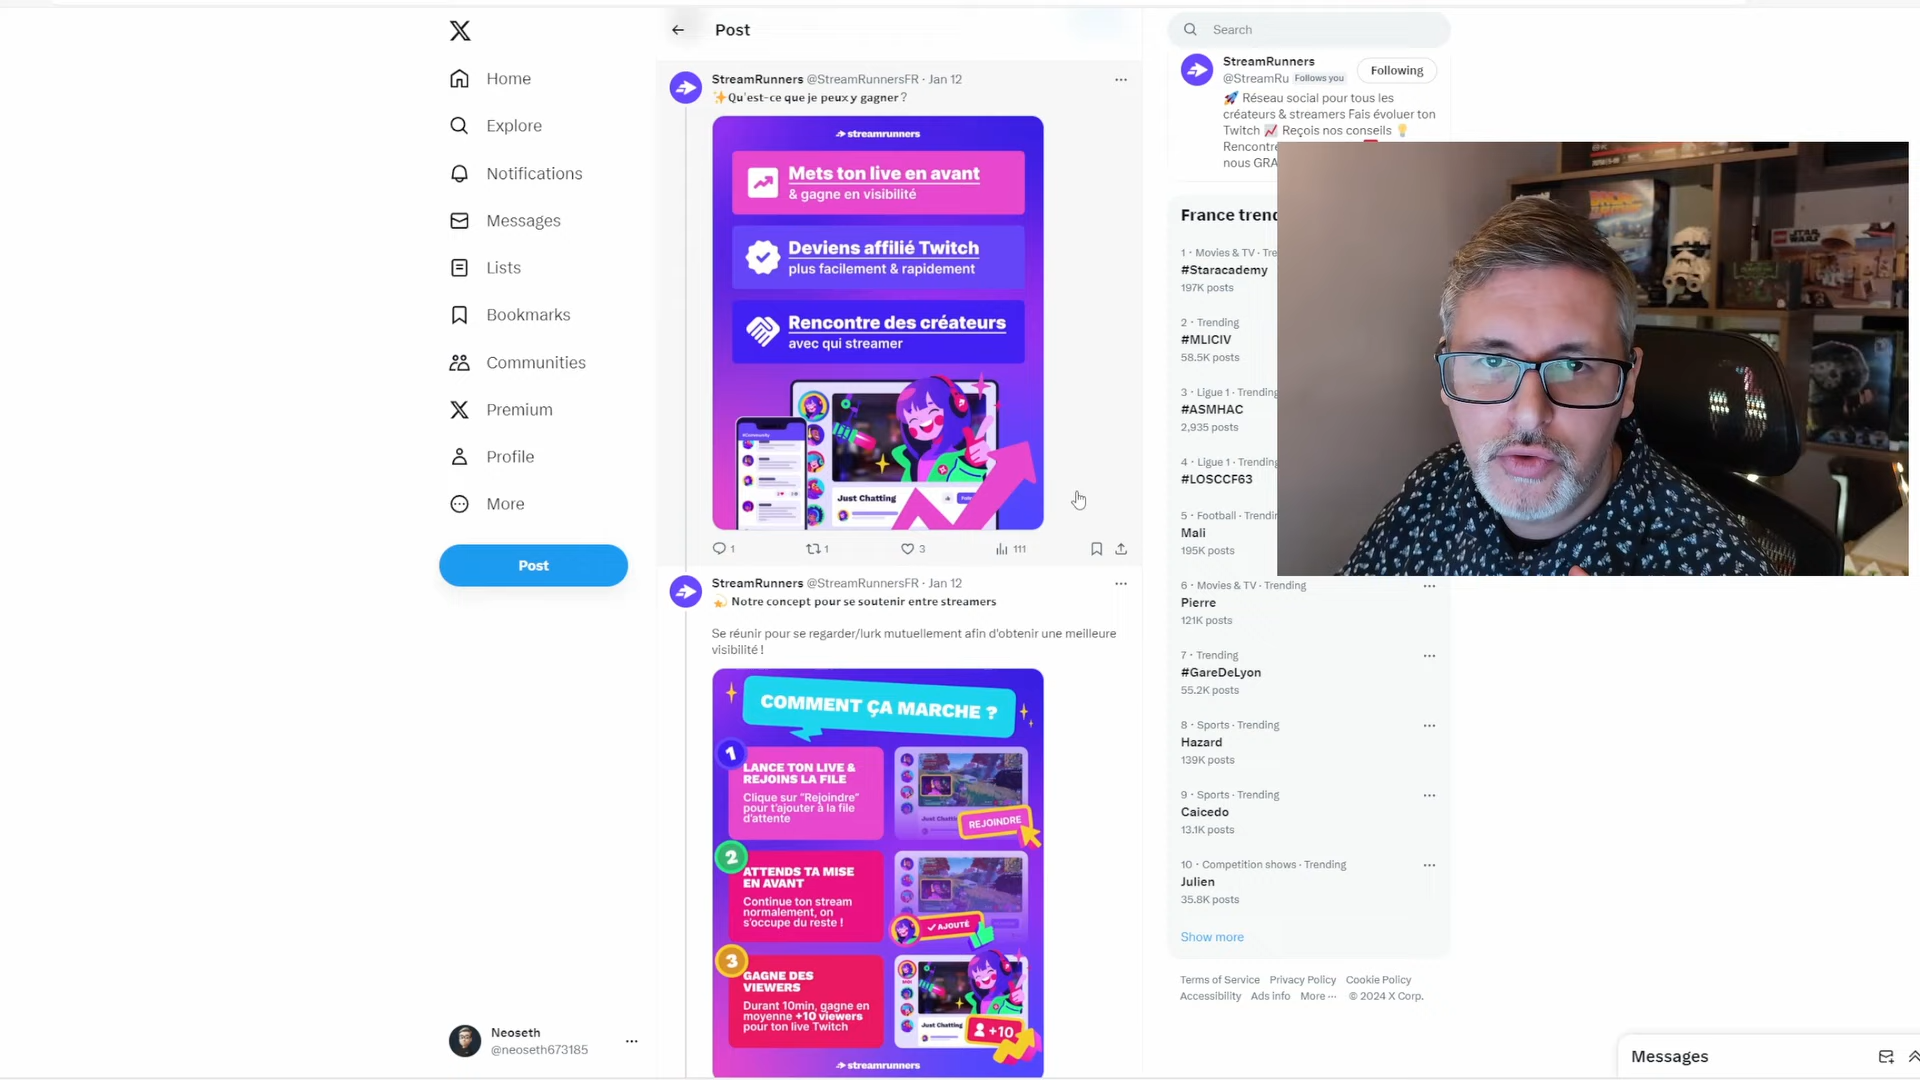 Post
Search
Home
Explore
Notifications
Messages
Lists
Bookmarks
Communities
Premium
Profile
More
Post
Neoseth
@neoseth673185
StreamRunners @StreamRunnersFR · Jan 12
✨Qu'est-ce que je peux y gagner ?
streamrunners
Mets ton live en avant
& gagne en visibilité
Deviens affilié Twitch
plus facilement & rapidement
Rencontre des créateurs
avec qui streamer
Just Chatting
1
1
3
111
StreamRunners @StreamRunnersFR · Jan 12
💫 Notre concept pour se soutenir entre streamers
Se réunir pour se regarder/lurk mutuellement afin d'obtenir une meilleure
visibilité !
COMMENT ÇA MARCHE ?
1
LANCE TON LIVE &
REJOINS LA FILE
Clique sur "Rejoindre"
pour t'ajouter à la file
d'attente
REJOINDRE
2
ATTENDS TA MISE
EN AVANT
Continue ton stream
normalement, on
s'occupe du reste !
AJOUTÉ
3
GAGNE DES
VIEWERS
Durant 10min, gagne en
moyenne +10 viewers
pour ton live Twitch
Just Chatting
+10
streamrunners
StreamRunners
@StreamRu Follows you
Following
🚀 Réseau social pour tous les
créateurs & streamers Fais évoluer ton
Twitch 📈 Reçois nos conseils 💡
Rencontre
nous GRA
France trend
1 · Movies & TV · Tre
#Staracademy
197K posts
2 · Trending
#MLICIV
58.5K posts
3 · Ligue 1 · Trending
#ASMHAC
2,935 posts
4 · Ligue 1 · Trending
#LOSCCF63
5 · Football · Trendin
Mali
195K posts
6 · Movies & TV · Trending
Pierre
121K posts
7 · Trending
#GareDeLyon
55.2K posts
8 · Sports · Trending
Hazard
139K posts
9 · Sports · Trending
Caicedo
13.1K posts
10 · Competition shows · Trending
Julien
35.8K posts
Show more
Terms of Service Privacy Policy Cookie Policy
Accessibility Ads info More ··· © 2024 X Corp.
STAR WARS
Messages